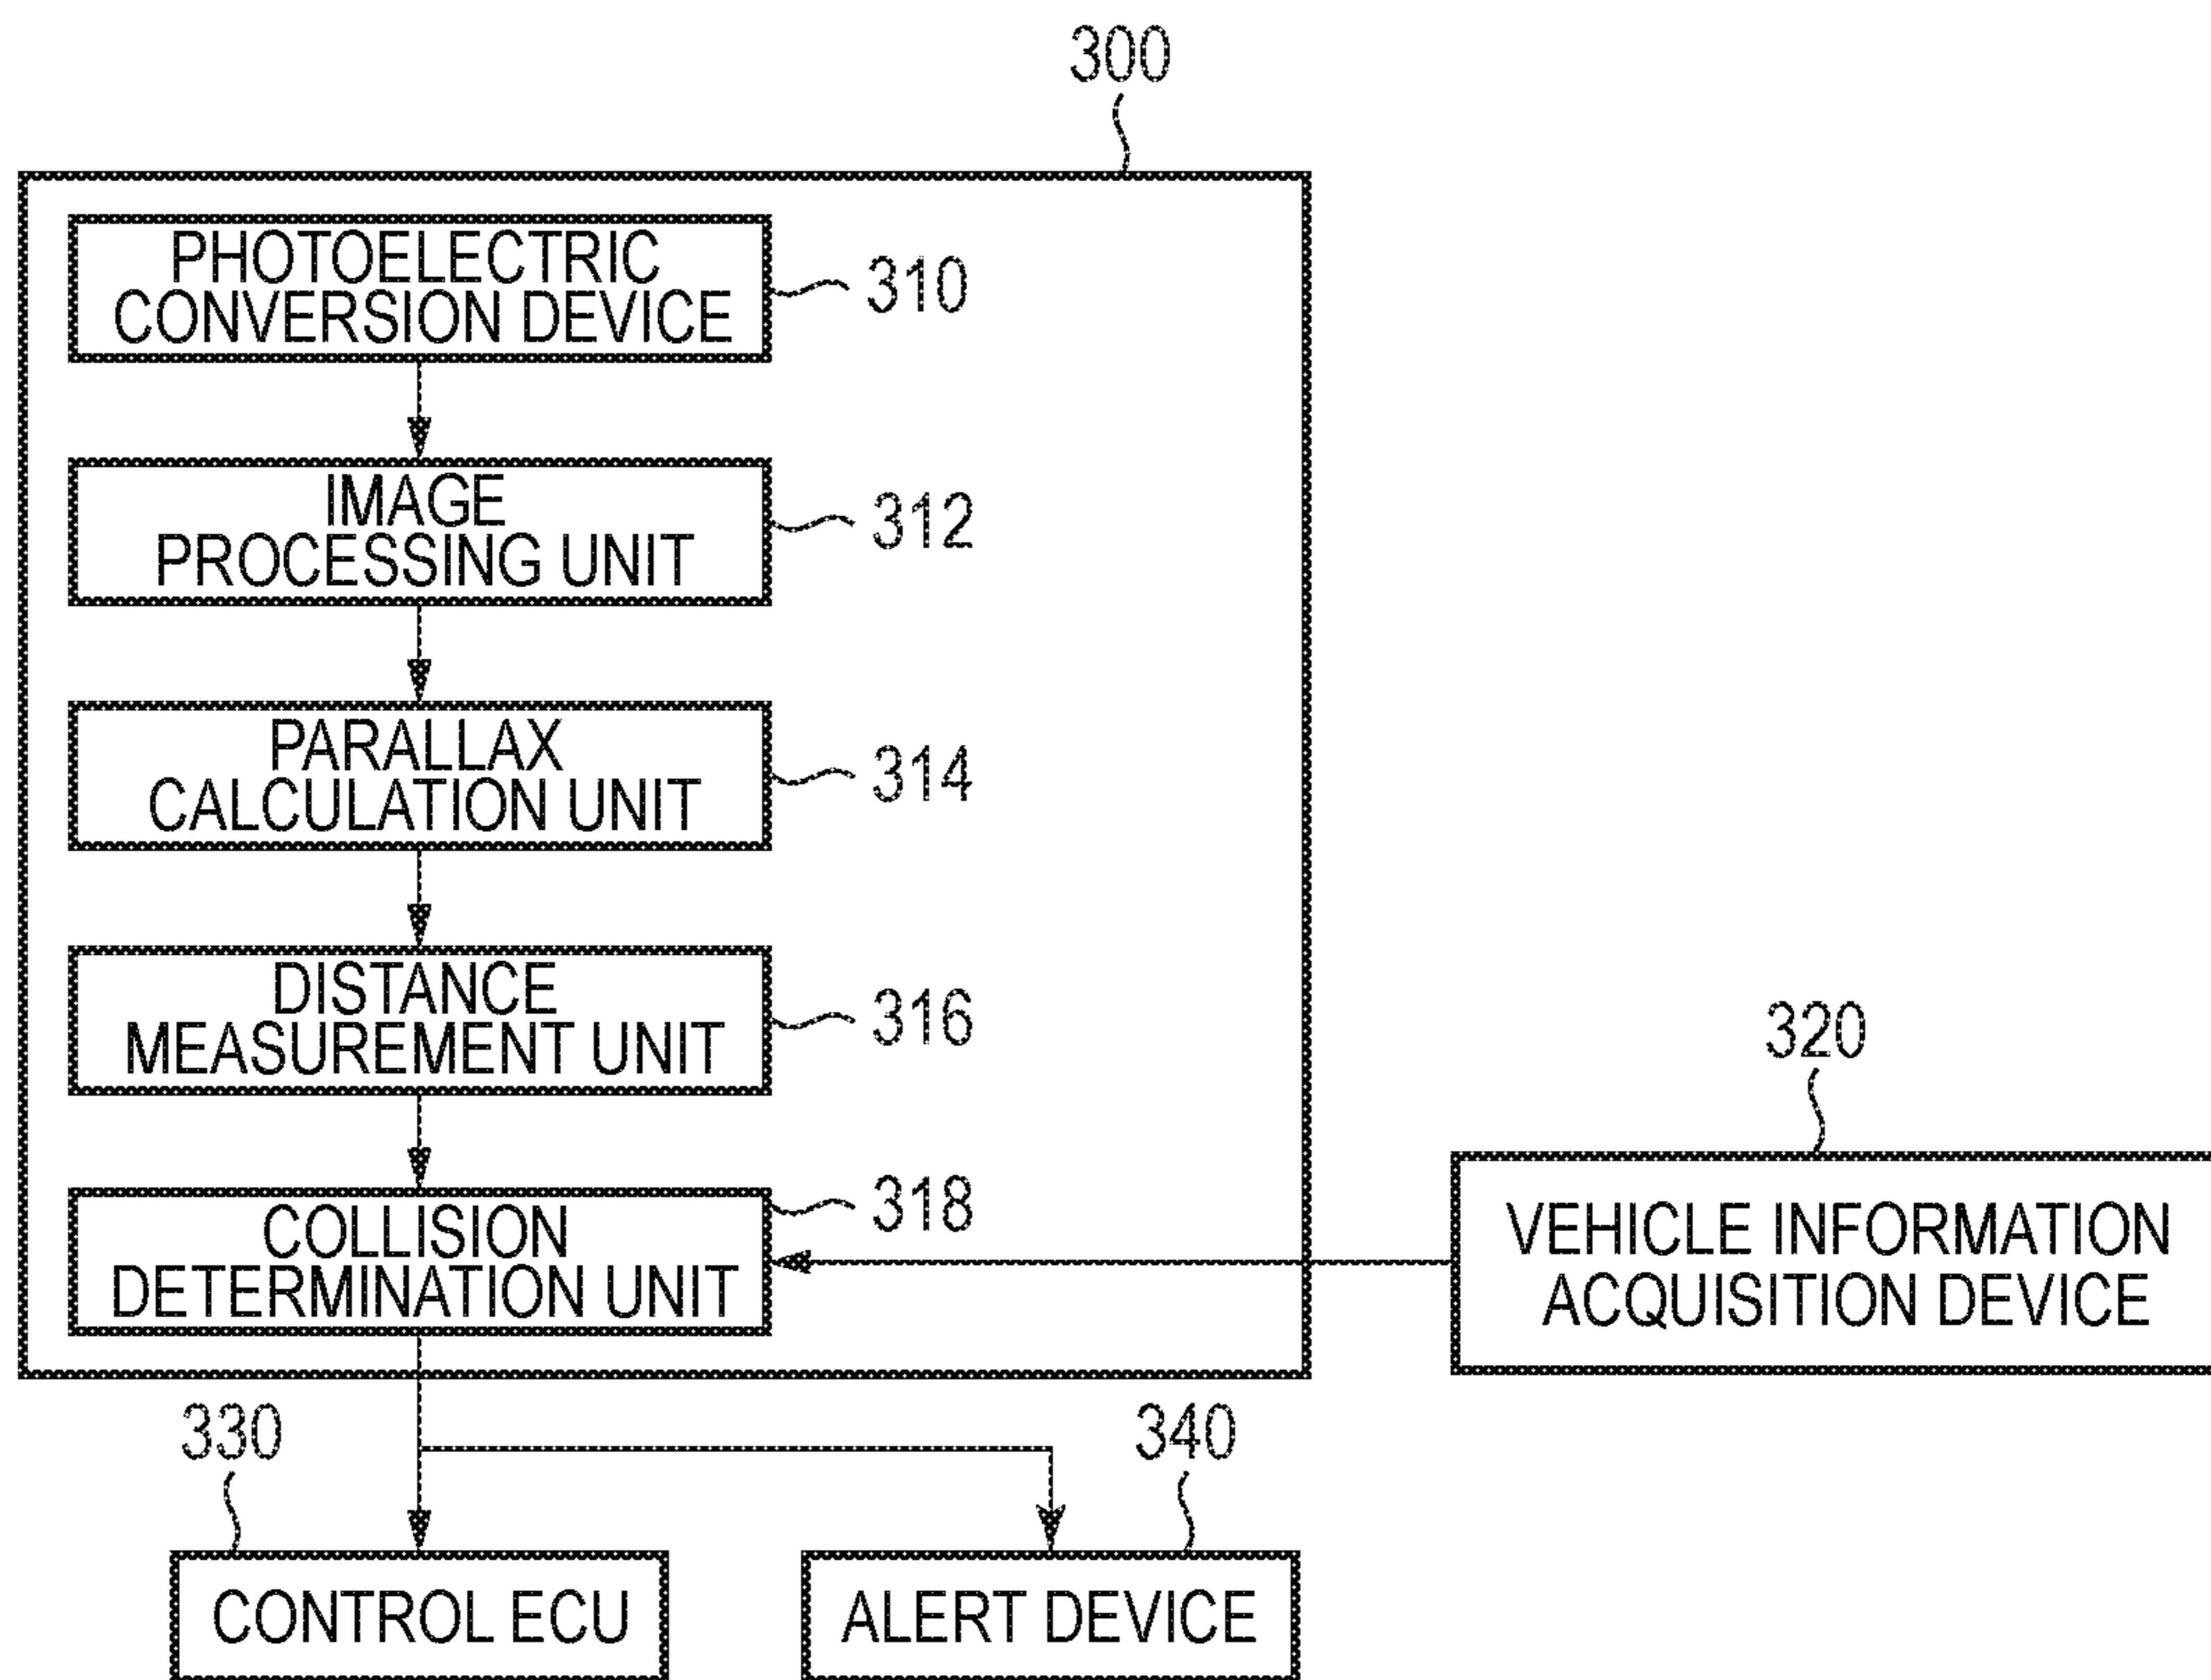 300
PHOTOELECTRIC
CONVERSION DEVICE
310
IMAGE
PROCESSING UNIT
312
PARALLAX
CALCULATION UNIT
314
DISTANCE
MEASUREMENT UNIT
316
320
COLLISION
DETERMINATION UNIT
318
VEHICLE INFORMATION
ACQUISITION DEVICE
330
340
CONTROL ECU
ALERT DEVICE